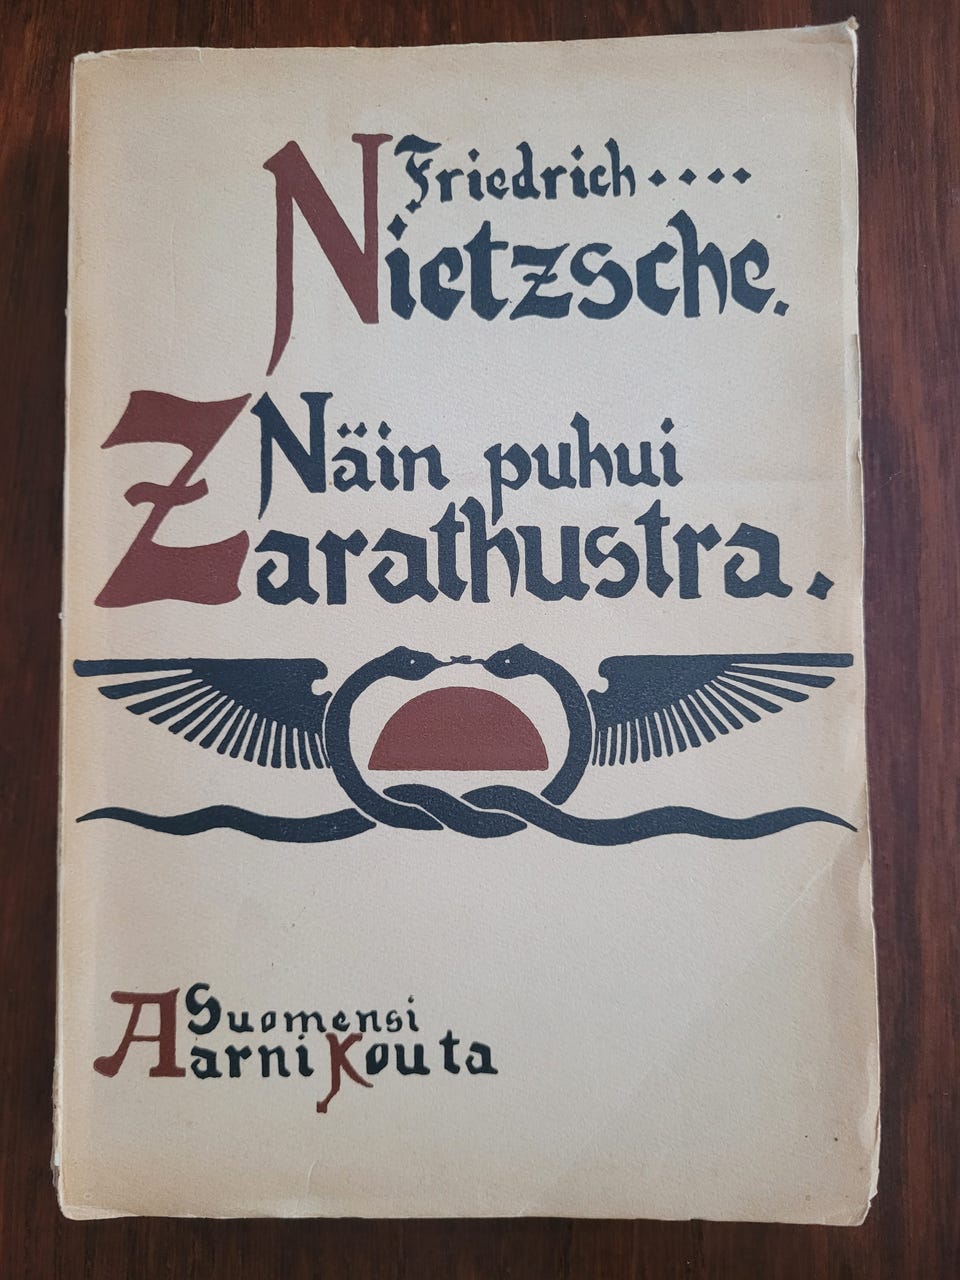 Friedrich....
Nietzsche.
Näin puhui
Zarathustra.
Suomensi
Aarni Kouta